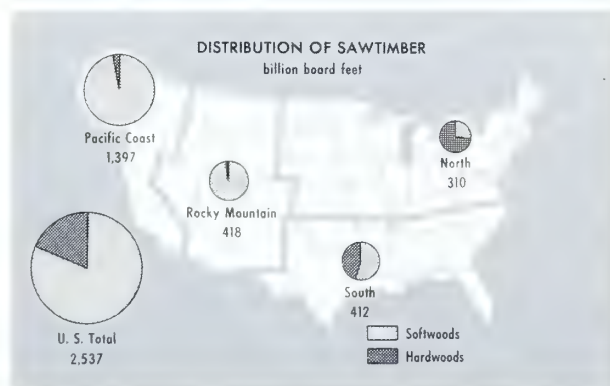 DISTRIBUTION OF SAWTIMBER
billion board feet
Pacific Coast
1,397
North
310
Rocky Mountain
418
South
412
U. S. Total
2,537
Softwoods
Hardwoods